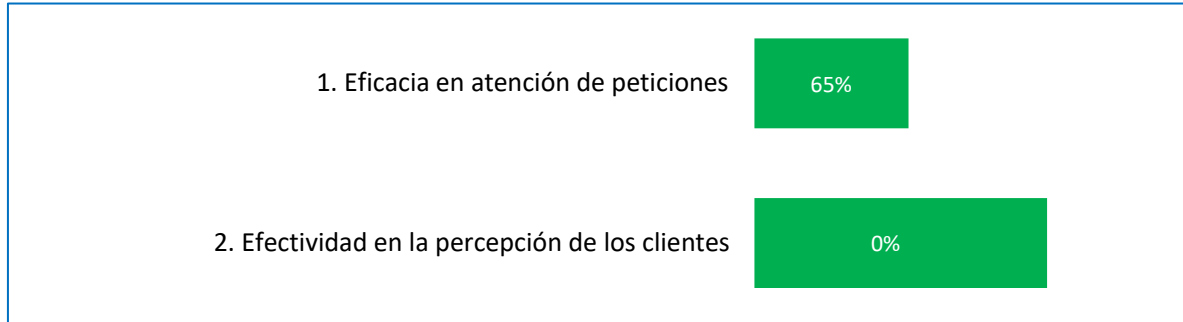 1. Eficacia en atención de peticiones
65%
2. Efectividad en la percepción de los clientes
0%